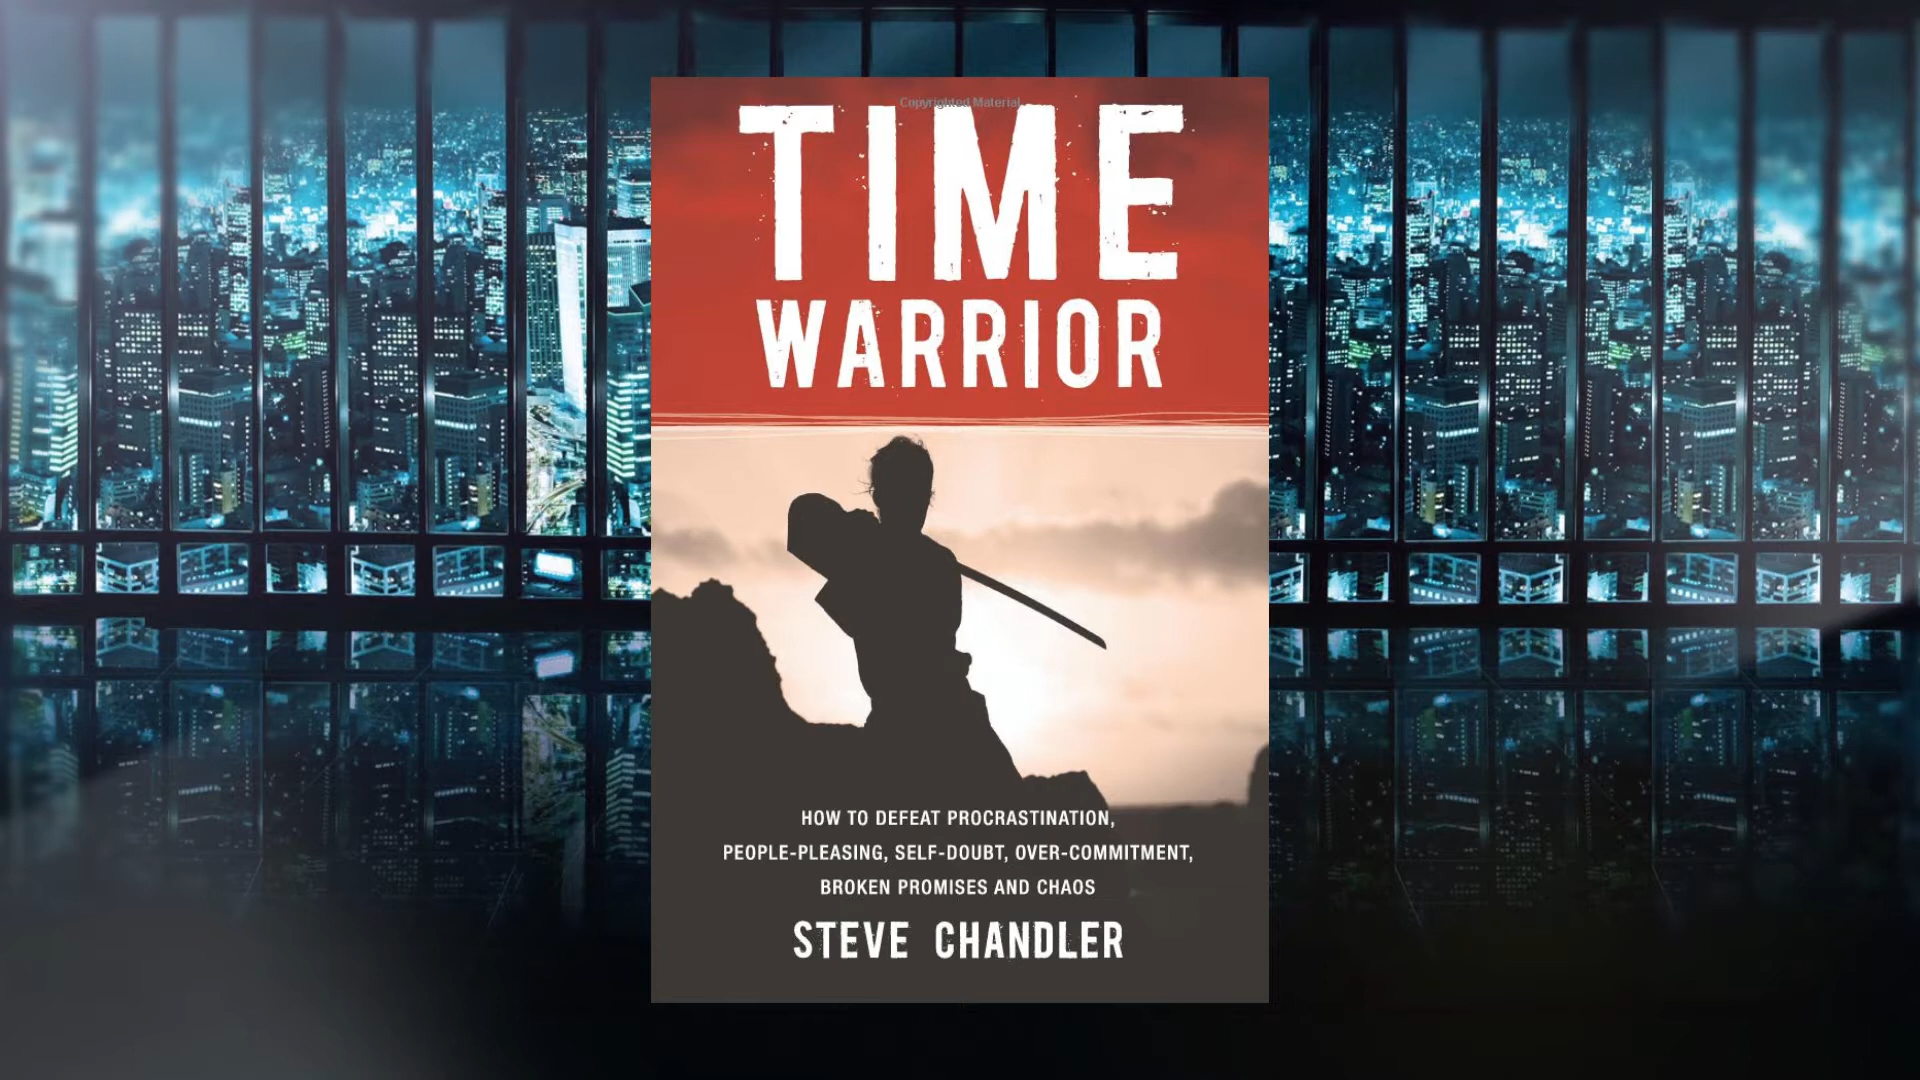 Copyrighted Material
TIME
WARRIOR
HOW TO DEFEAT PROCRASTINATION,
PEOPLE-PLEASING, SELF-DOUBT, OVER-COMMITMENT,
BROKEN PROMISES AND CHAOS
STEVE CHANDLER